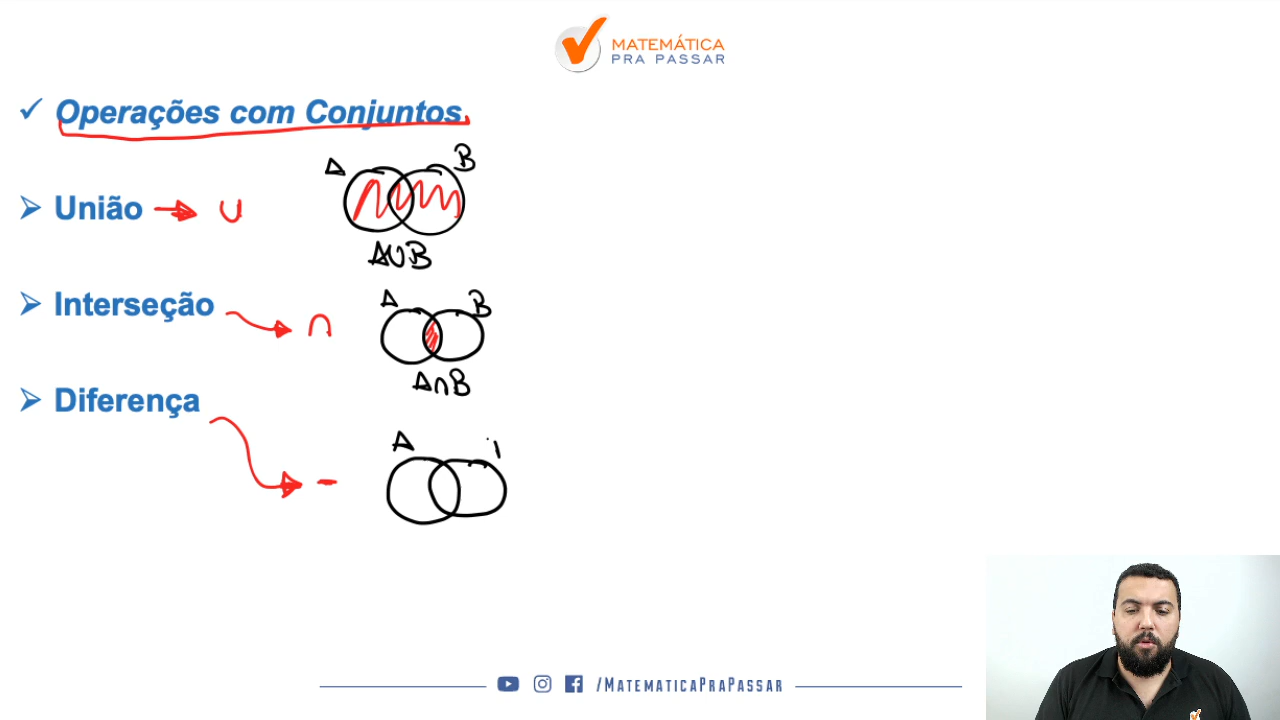 MATEMÁTICA
PRA PASSAR
✓ Operações com Conjuntos.
A B
➤ União → ∪
A∪B
A B
➤ Interseção → ∩
A∩B
➤ Diferença → -
A
/MATEMATICAPRAPASSAR